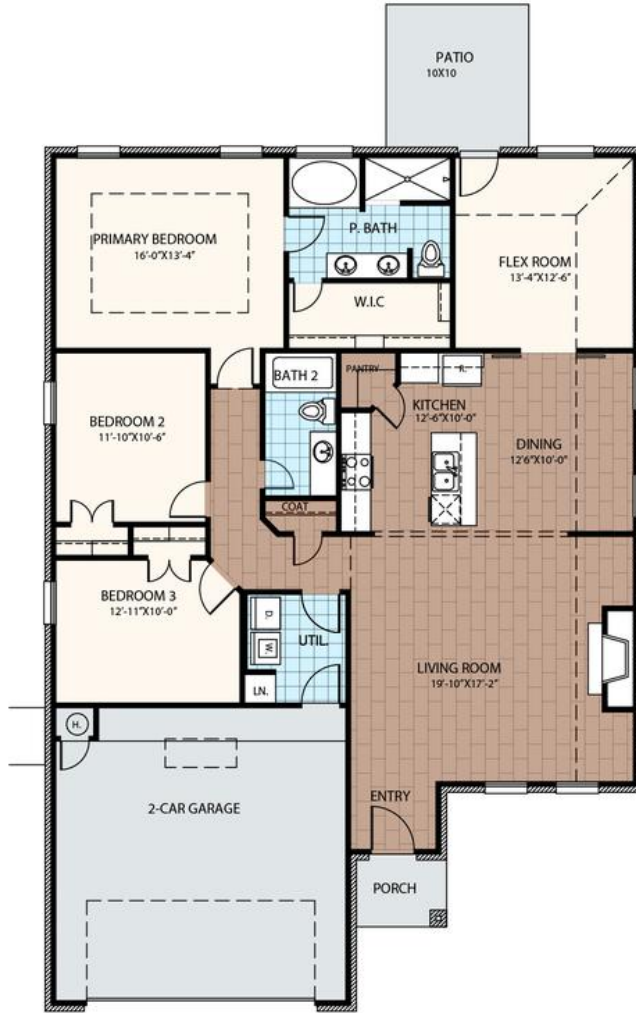 PATIO
10X10
PRIMARY BEDROOM
16'-0"X13'-4"
P. BATH
FLEX ROOM
13'-4"X12'-6"
W.I.C
BATH 2
PANTRY
R.
KITCHEN
12'-6"X10'-0"
BEDROOM 2
11'-10"X10'-6"
DINING
12'6"X10'-0"
COAT
BEDROOM 3
12'-11"X10'-0"
D.
W.
UTIL.
LN.
LIVING ROOM
19'-10"X17'-2"
H.
2-CAR GARAGE
ENTRY
PORCH